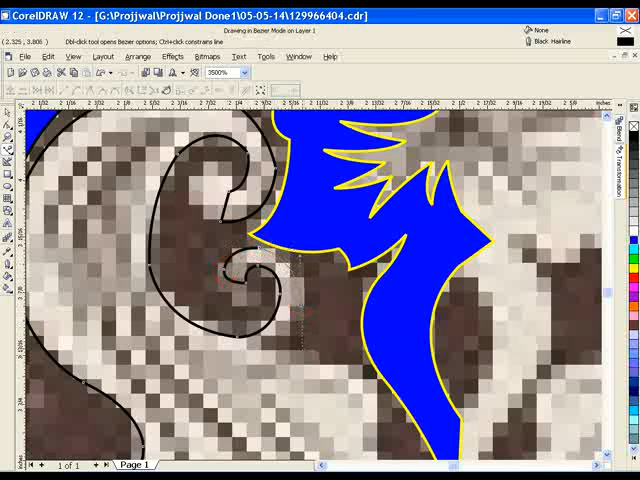 CorelDRAW 12 - [G:\Projjwal\Projjwal Done1\05-05-14\129966404.cdr]
Drawing in Bezier Mode on Layer 1
( 2.325 , 3.806 ) Dbl-click tool opens Bezier options; Ctrl+click constrains line
None
Black Hairline
File Edit View Layout Arrange Effects Bitmaps Text Tools Window Help
3500%
inches
Blend
Transformation
1 of 1 Page 1